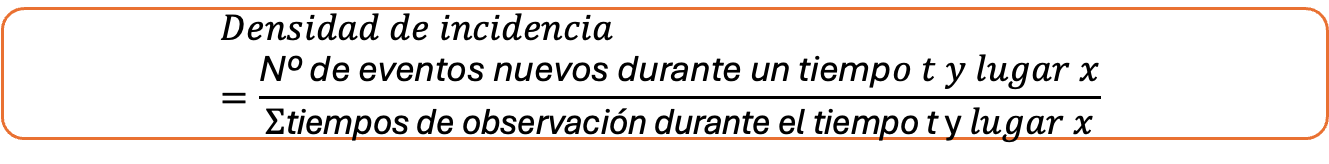 Densidad de incidencia
= Nº de eventos nuevos durante un tiempo t y lugar x
Σtiempos de observación durante el tiempo t y lugar x